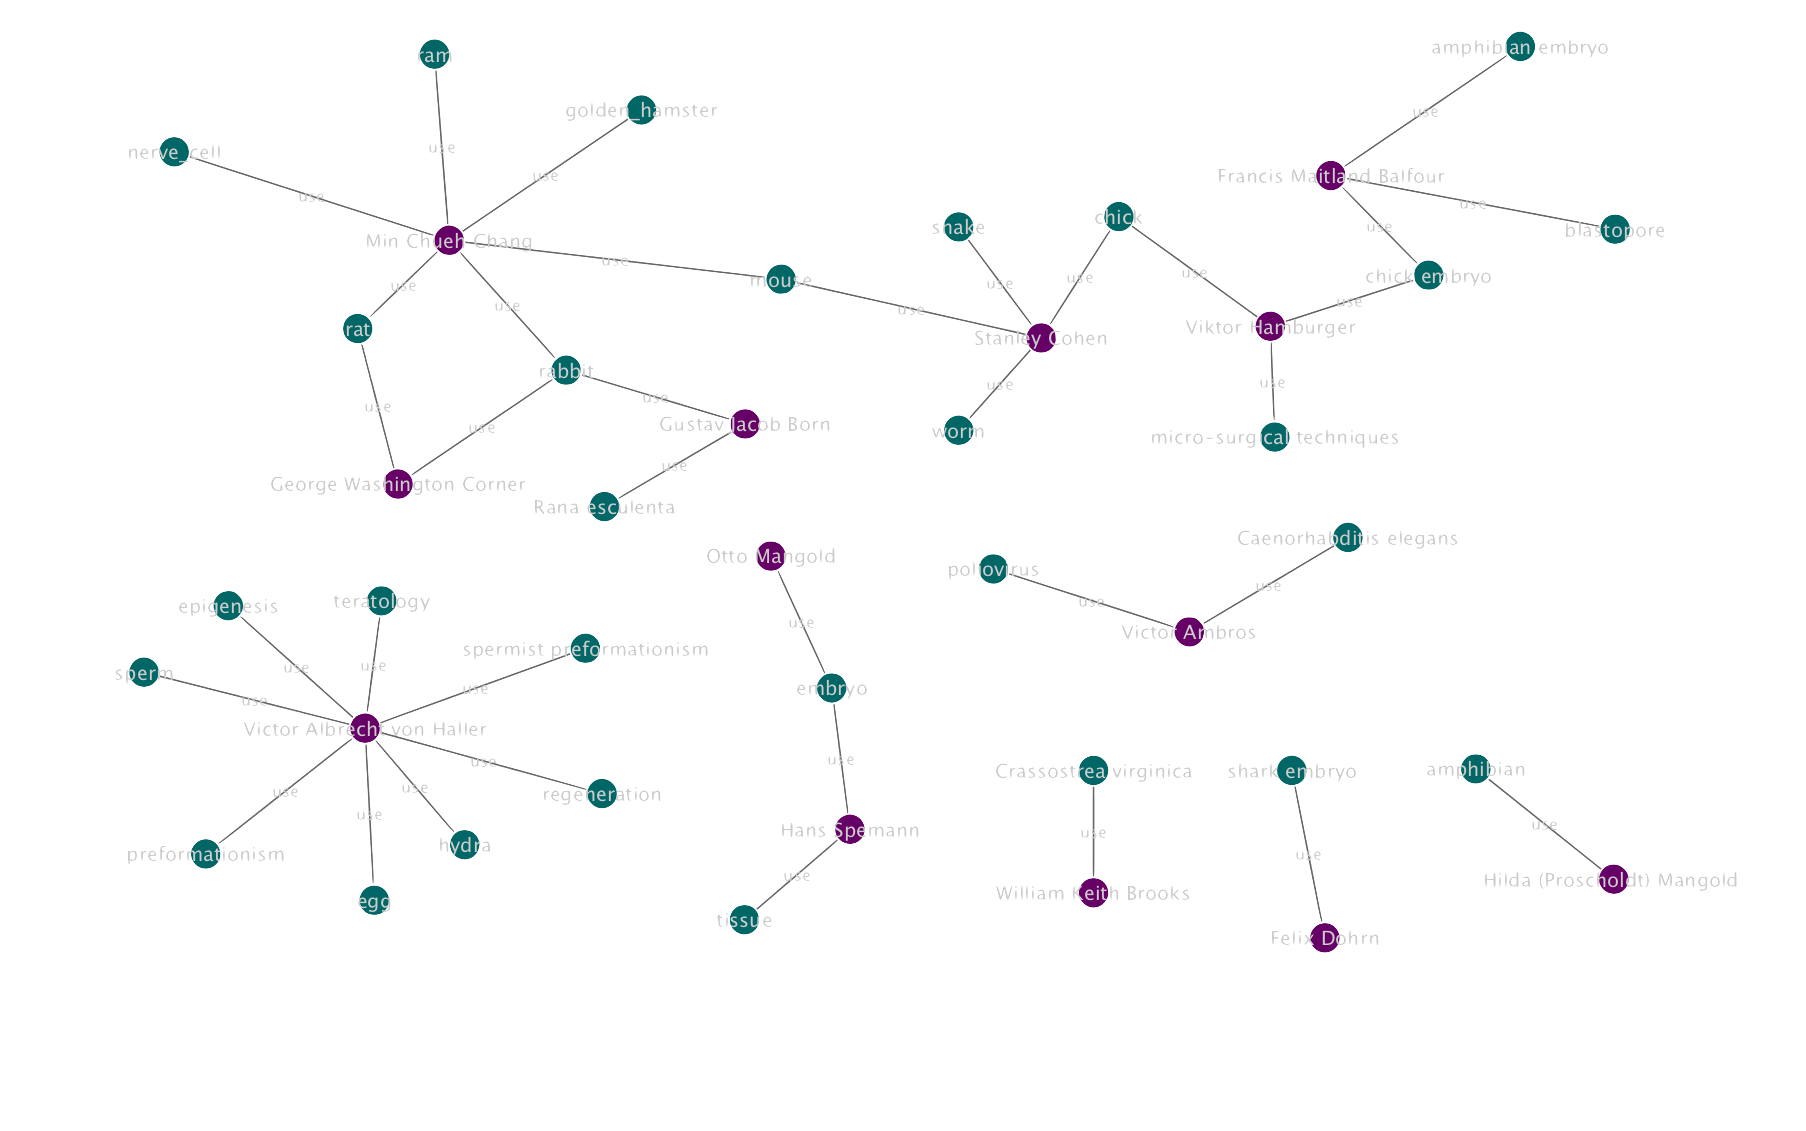 amphibian embryo
ram
use
golden_hamster
use
use
nerve_cell
use
Francis Maitland Balfour
use
use
blastopore
use
chick
snake
Min Chueh Chang
use
use
mouse
use
use
use
chick embryo
use
use
use
use
rat
Viktor Hamburger
Stanley Cohen
rabbit
use
use
use
use
Gustav Jacob Born
use
worm
micro-surgical techniques
use
George Washington Corner
Rana esculenta
Caenorhabditis elegans
Otto Mangold
poliovirus
use
use
epigenesis
teratology
use
Victor Ambros
spermist preformationism
use
use
sperm
use
use
embryo
Victor Albrecht von Haller
use
use
Crassostrea virginica
shark embryo
amphibian
use
use
regeneration
use
use
use
use
hydra
Hans Spemann
preformationism
use
use
Hilda (Proscholdt) Mangold
William Keith Brooks
egg
tissue
Felix Dohrn